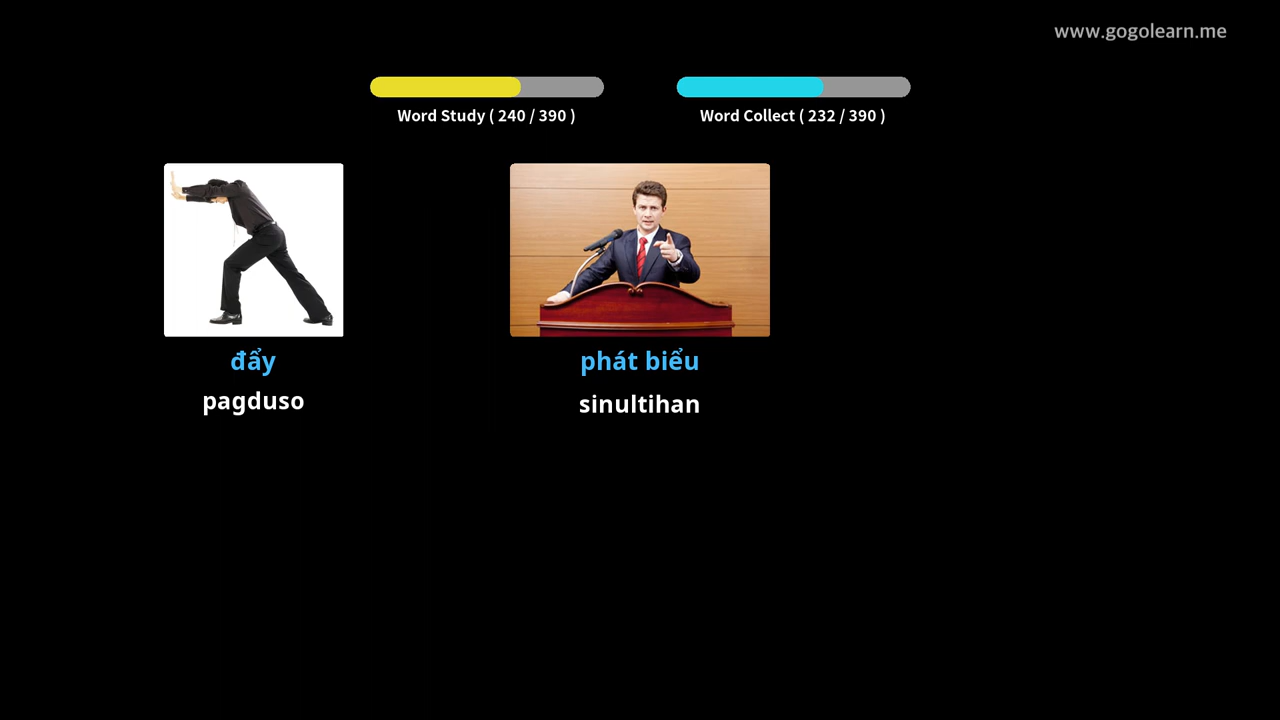 www.gogolearn.me
Word Study ( 240 / 390 )
Word Collect ( 232 / 390 )
đẩy
pagduso
phát biểu
sinultihan